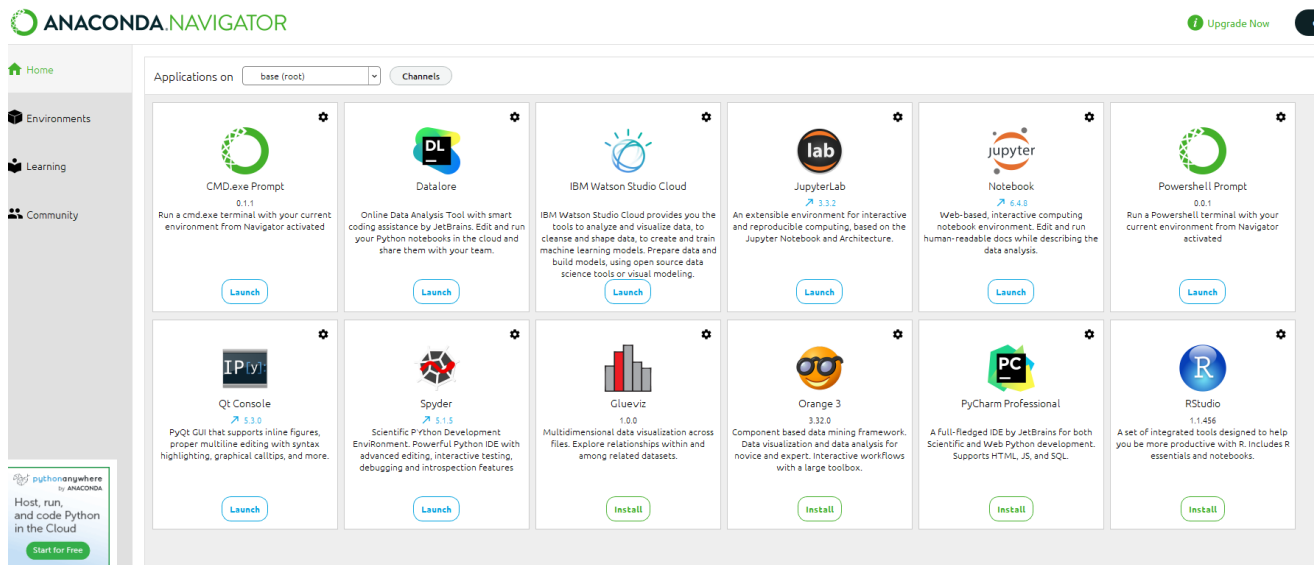 ANACONDA.NAVIGATOR
Upgrade Now
Home
Environments
Learning
Community
Applications on base (root) Channels
DL
lab
jupyter
CMD.exe Prompt
0.1.1
Run a cmd.exe terminal with your current
environment from Navigator activated
Launch
Datalore
Online Data Analysis Tool with smart
coding assistance by JetBrains. Edit and run
your Python notebooks in the cloud and
share them with your team.
Launch
IBM Watson Studio Cloud
IBM Watson Studio Cloud provides you the
tools to analyze and visualize data, to
cleanse and shape data, to create and train
machine learning models. Prepare data and
build models, using open source data
science tools or visual modeling.
Launch
JupyterLab
3.3.2
An extensible environment for interactive
and reproducible computing, based on the
Jupyter Notebook and Architecture.
Launch
Notebook
6.4.8
Web-based, interactive computing
notebook environment. Edit and run
human-readable docs while describing the
data analysis.
Launch
Powershell Prompt
0.0.1
Run a Powershell terminal with your
current environment from Navigator
activated
Launch
IP[y]:
Qt Console
5.3.0
PyQt GUI that supports inline figures,
proper multiline editing with syntax
highlighting, graphical calltips, and more.
Launch
Spyder
5.1.5
Scientific PYthon Development
EnviRonment. Powerful Python IDE with
advanced editing, interactive testing,
debugging and introspection features
Launch
Glueviz
1.0.0
Multidimensional data visualization across
files. Explore relationships within and
among related datasets.
Install
Orange 3
3.32.0
Component based data mining framework.
Data visualization and data analysis for
novice and expert. Interactive workflows
with a large toolbox.
Install
PC
PyCharm Professional
A full-fledged IDE by JetBrains for both
Scientific and Web Python development.
Supports HTML, JS, and SQL.
Install
R
RStudio
1.1.456
A set of integrated tools designed to help
you be more productive with R. Includes R
essentials and notebooks.
Install
pythonanywhere
by ANACONDA
Host, run,
and code Python
in the Cloud
Start for Free